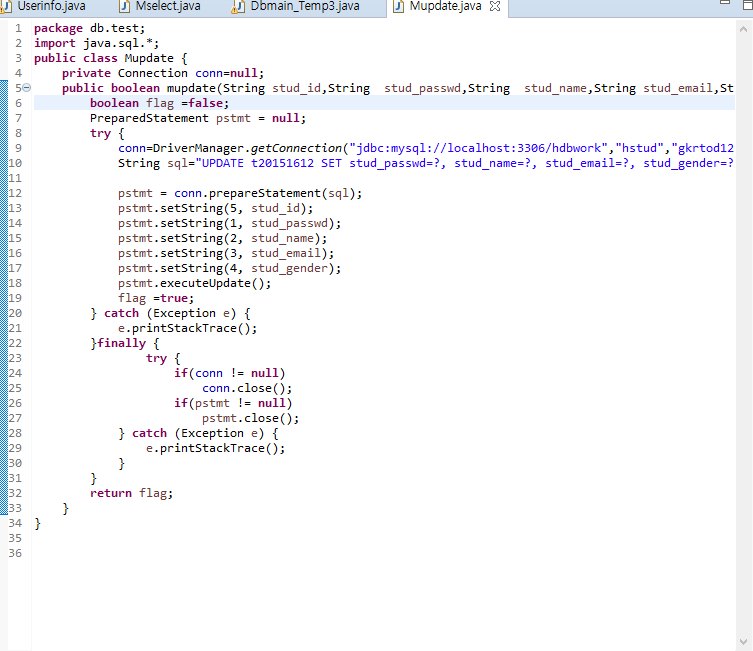 Userinfo.java Mselect.java Dbmain_Temp3.java Mupdate.java
1 package db.test;
2 import java.sql.*;
3 public class Mupdate {
4 private Connection conn=null;
5 public boolean mupdate(String stud_id,String stud_passwd,String stud_name,String stud_email,St
6 boolean flag =false;
7 PreparedStatement pstmt = null;
8 try {
9 conn=DriverManager.getConnection("jdbc:mysql://localhost:3306/hdbwork","hstud","gkrtod12
10 String sql="UPDATE t20151612 SET stud_passwd=?, stud_name=?, stud_email=?, stud_gender=?
11
12 pstmt = conn.prepareStatement(sql);
13 pstmt.setString(5, stud_id);
14 pstmt.setString(1, stud_passwd);
15 pstmt.setString(2, stud_name);
16 pstmt.setString(3, stud_email);
17 pstmt.setString(4, stud_gender);
18 pstmt.executeUpdate();
19 flag =true;
20 } catch (Exception e) {
21 e.printStackTrace();
22 }finally {
23 try {
24 if(conn != null)
25 conn.close();
26 if(pstmt != null)
27 pstmt.close();
28 } catch (Exception e) {
29 e.printStackTrace();
30 }
31 }
32 return flag;
33 }
34 }
35
36